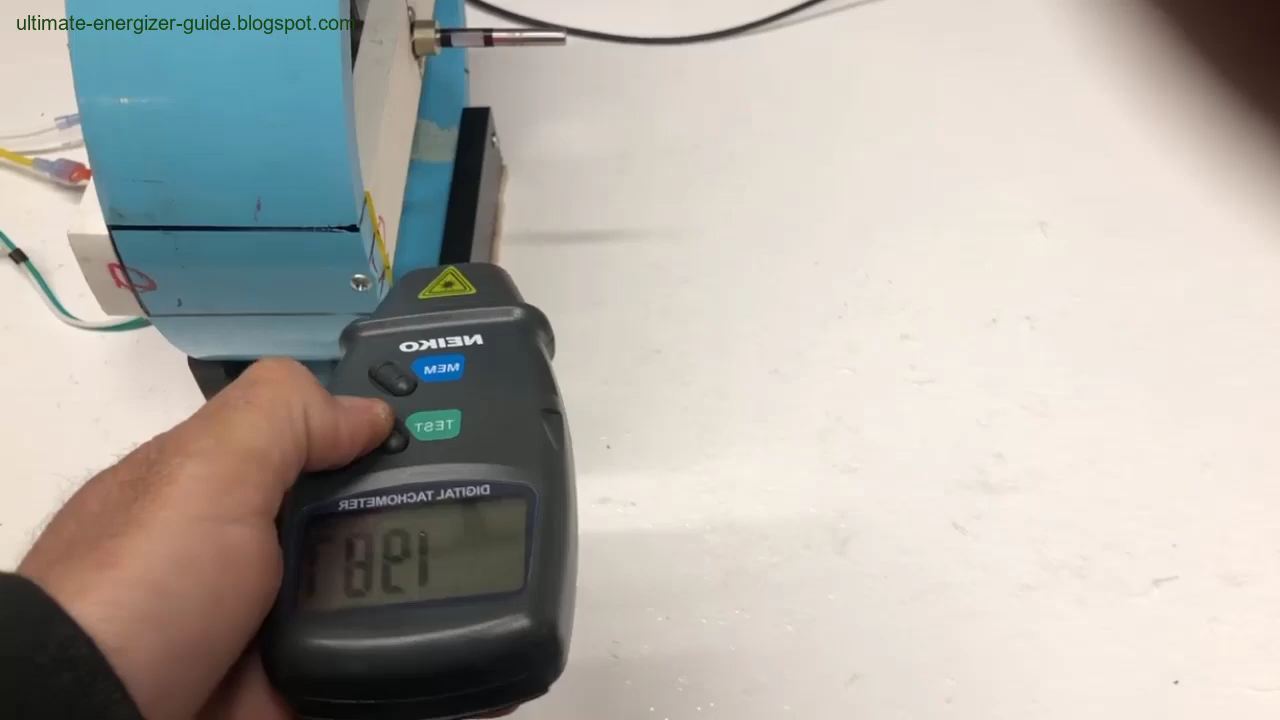 ultimate-energizer-guide.blogspot.com
NEIKO
MEM
TEST
DIGITAL TACHOMETER